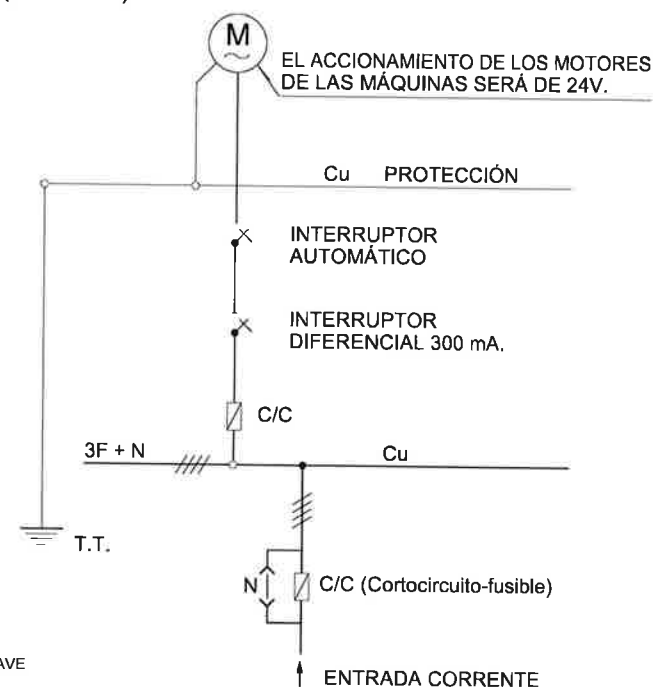 M
EL ACCIONAMIENTO DE LOS MOTORES
DE LAS MÁQUINAS SERÁ DE 24V.
Cu PROTECCIÓN
INTERRUPTOR
AUTOMÁTICO
INTERRUPTOR
DIFERENCIAL 300 mA.
C/C
3F + N
Cu
T.T.
N
C/C (Cortocircuito-fusible)
AVE
ENTRADA CORRENTE